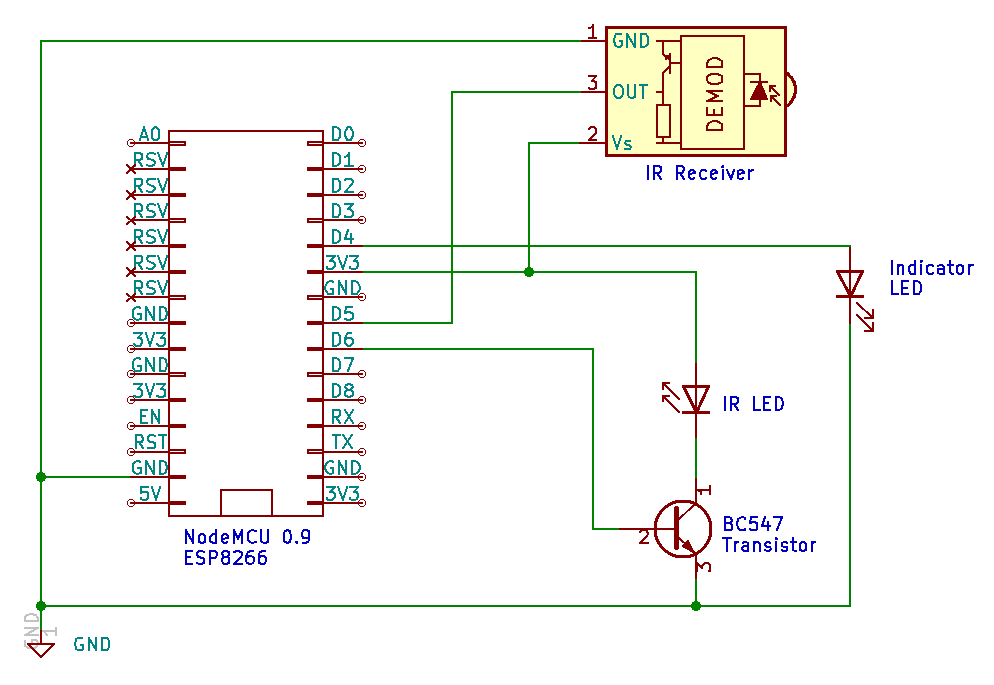 1
GND
3
OUT
2
Vs
DEMOD
IR Receiver
A0
D0
RSV
D1
RSV
D2
RSV
D3
RSV
D4
RSV
3V3
RSV
GND
GND
D5
3V3
D6
GND
D7
3V3
D8
EN
RX
RST
TX
GND
GND
5V
3V3
NodeMCU 0.9
ESP8266
Indicator
LED
IR LED
1
2
3
BC547
Transistor
GND
1
GND